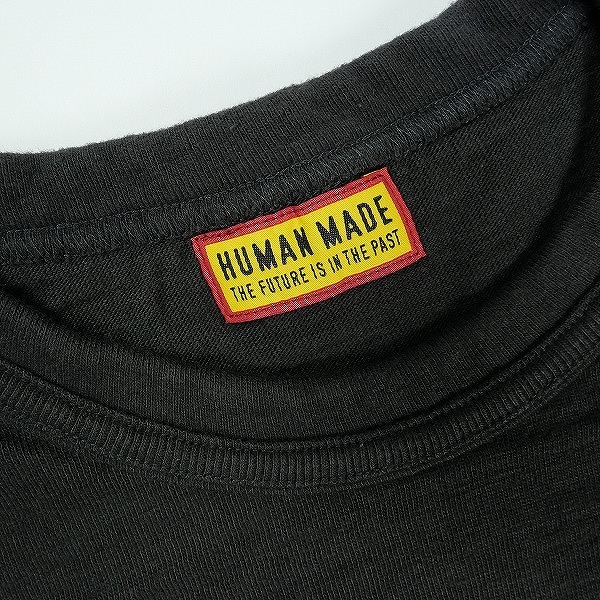 HUMAN MADE
THE FUTURE IS IN THE PAST